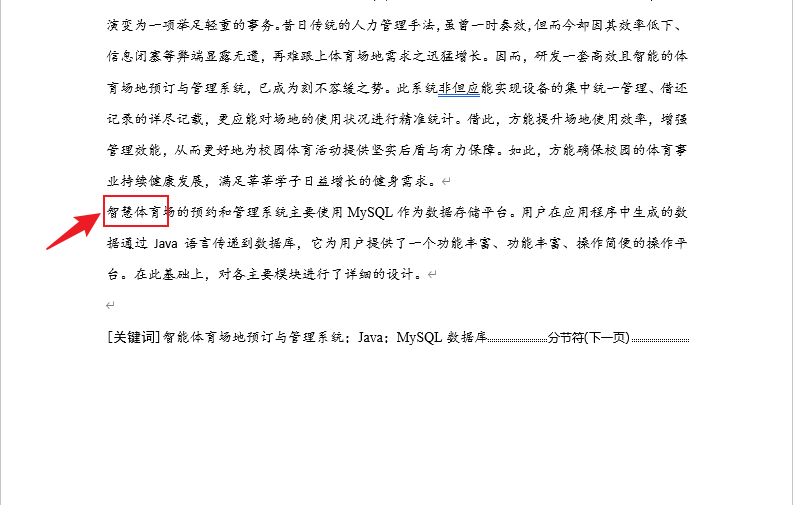 演变为一项举足轻重的事务。昔日传统的人力管理手法，虽曾一时奏效，但而今却因其效率低下、
信息闭塞等弊端显露无遗，再难跟上体育场地需求之迅猛增长。因而，研发一套高效且智能的体
育场地预订与管理系统，已成为刻不容缓之势。此系统非但应能实现设备的集中统一管理、借还
记录的详尽记载，更应能对场地的使用状况进行精准统计。借此，方能提升场地使用效率，增强
管理效能，从而更好地为校园体育活动提供坚实后盾与有力保障。如此，方能确保校园的体育事
业持续健康发展，满足莘莘学子日益增长的健身需求。
智慧体育场的预约和管理系统主要使用 MySQL 作为数据存储平台。用户在应用程序中生成的数
据通过 Java 语言传递到数据库，它为用户提供了一个功能丰富、功能丰富、操作简便的操作平
台。在此基础上，对各主要模块进行了详细的设计。
[关键词]智能体育场地预订与管理系统；Java；MySQL 数据库 分节符(下一页)